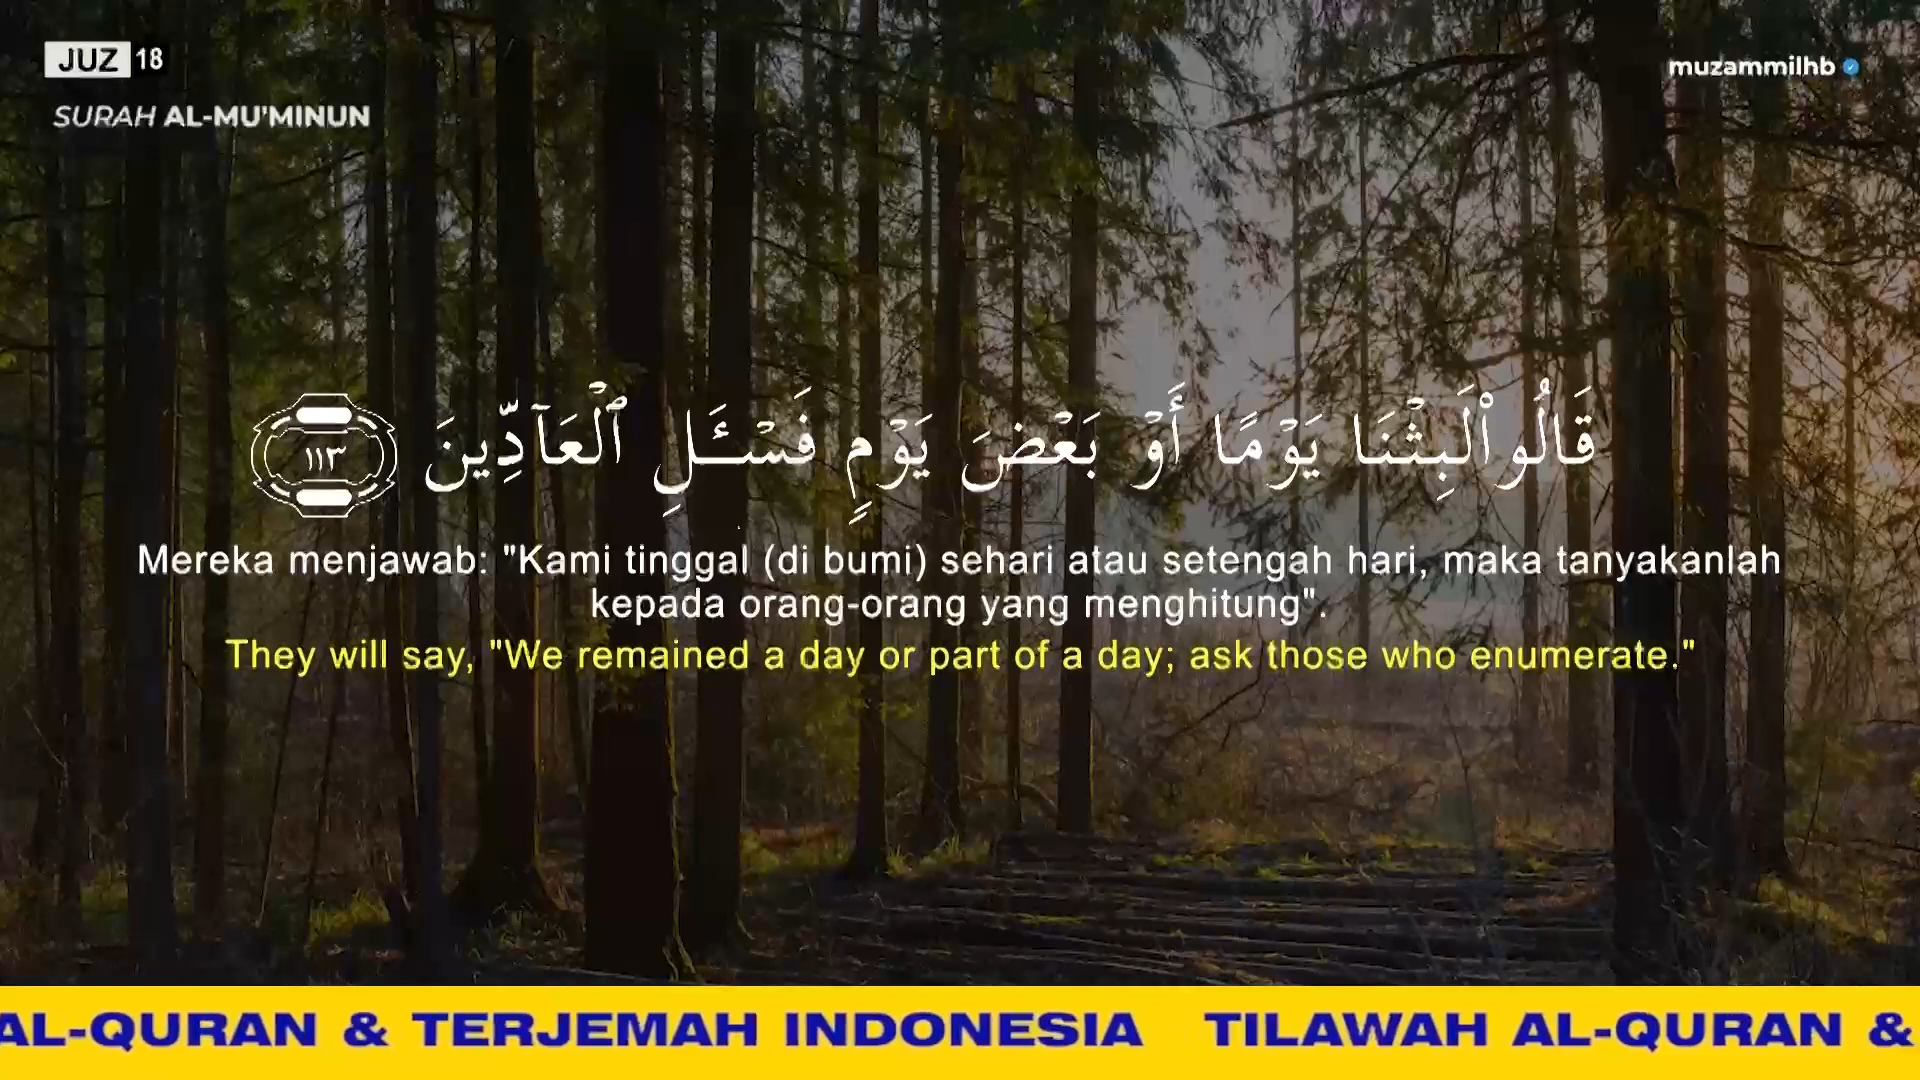 JUZ 18
muzammilhb
SURAH AL-MU'MINUN
قَالُوا۟ لَبِثْنَا يَوْمًا أَوْ بَعْضَ يَوْمٍ فَسْـَٔلِ ٱلْعَآدِّينَ ١١٣
Mereka menjawab: "Kami tinggal (di bumi) sehari atau setengah hari, maka tanyakanlah
kepada orang-orang yang menghitung".
They will say, "We remained a day or part of a day; ask those who enumerate."
AL-QURAN & TERJEMAH INDONESIA TILAWAH AL-QURAN &